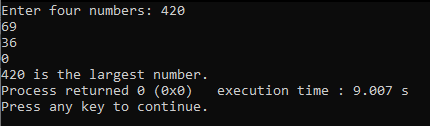 Enter four numbers: 420
69
36
0
420 is the largest number.
Process returned 0 (0x0)   execution time : 9.007 s
Press any key to continue.